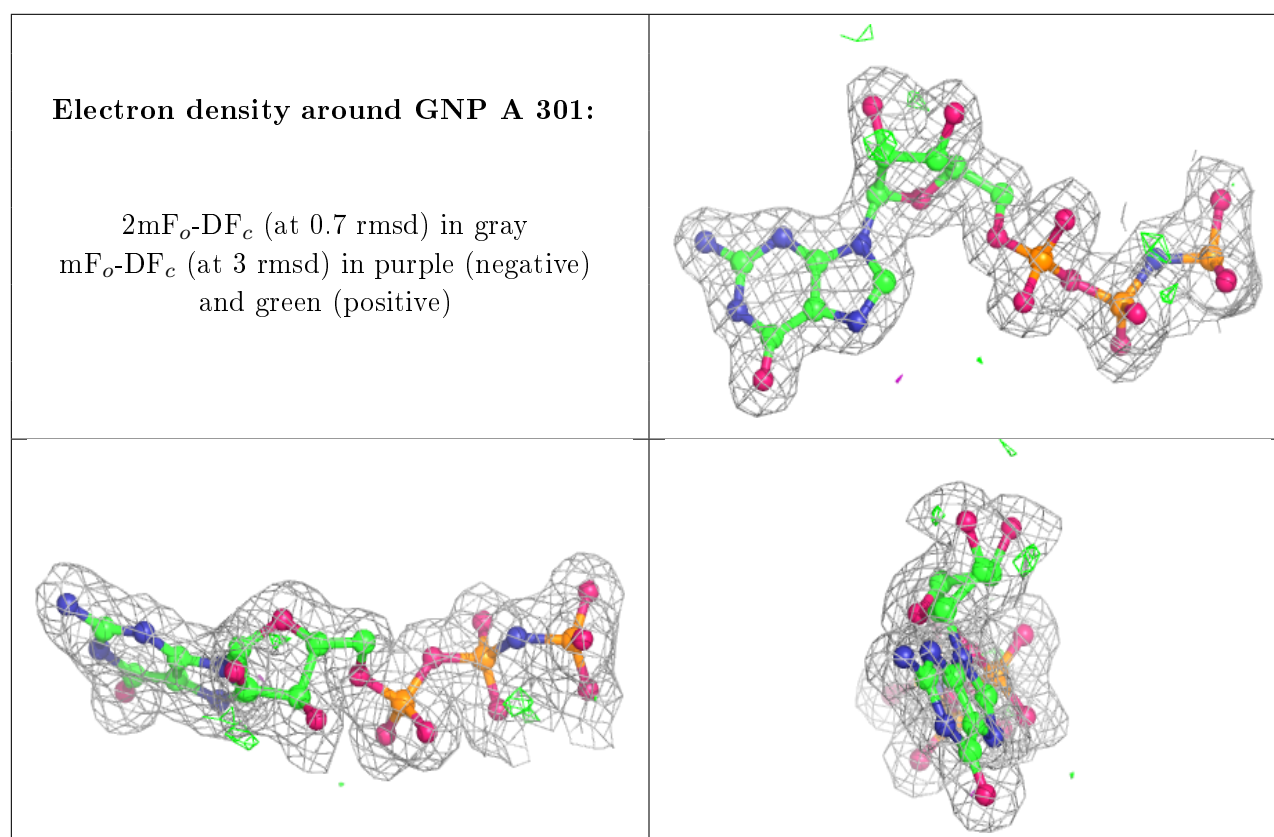 Electron density around GNP A 301:
2mFo-DFc (at 0.7 rmsd) in gray
mFo-DFc (at 3 rmsd) in purple (negative)
and green (positive)